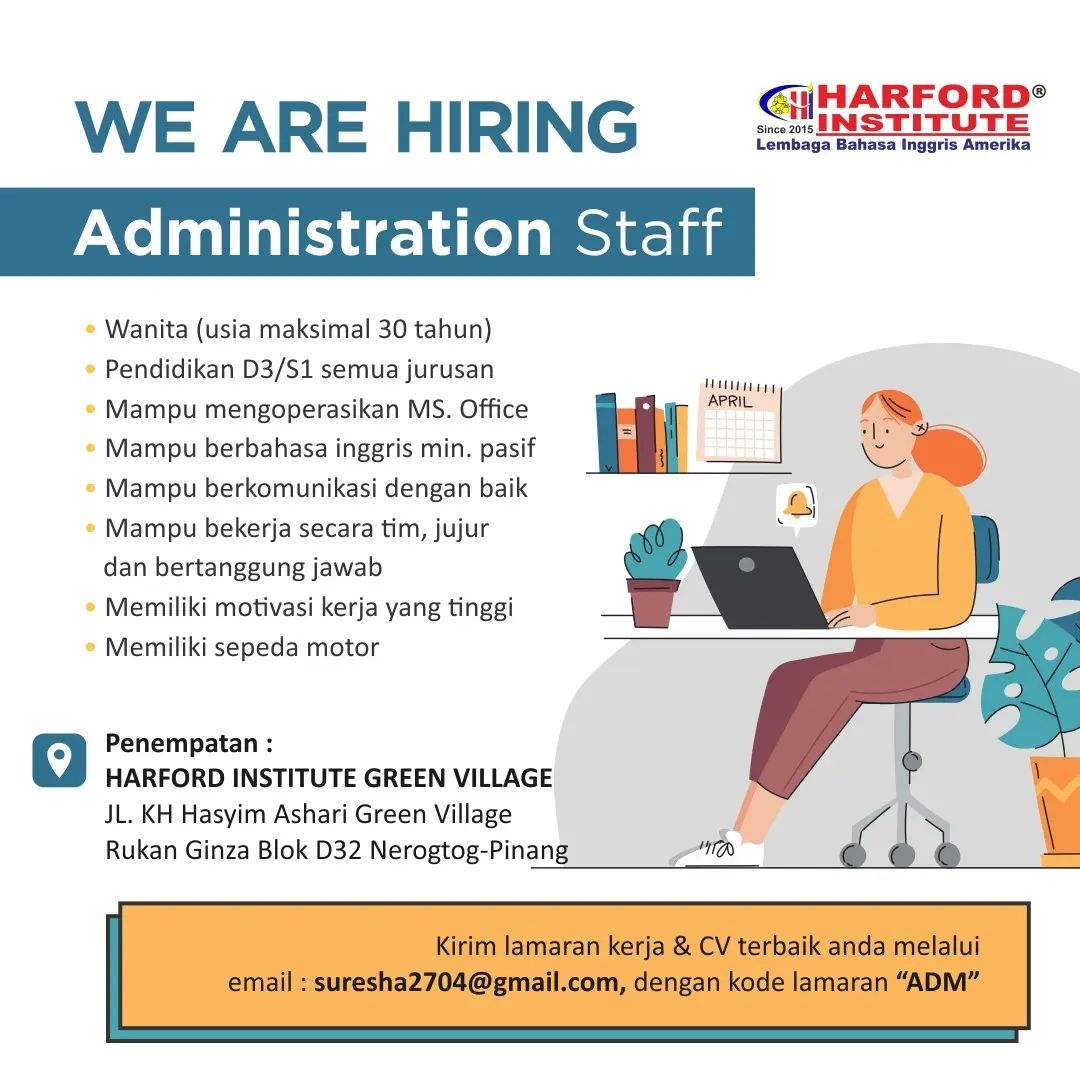 WE ARE HIRING
HARFORD®
INSTITUTE
Since 2015
Lembaga Bahasa Inggris Amerika
Administration Staff
• Wanita (usia maksimal 30 tahun)
• Pendidikan D3/S1 semua jurusan
• Mampu mengoperasikan MS. Office
• Mampu berbahasa inggris min. pasif
• Mampu berkomunikasi dengan baik
• Mampu bekerja secara tim, jujur
dan bertanggung jawab
• Memiliki motivasi kerja yang tinggi
• Memiliki sepeda motor
APRIL
Penempatan :
HARFORD INSTITUTE GREEN VILLAGE
JL. KH Hasyim Ashari Green Village
Rukan Ginza Blok D32 Nerogtog-Pinang
Kirim lamaran kerja & CV terbaik anda melalui
email : suresha2704@gmail.com, dengan kode lamaran “ADM”